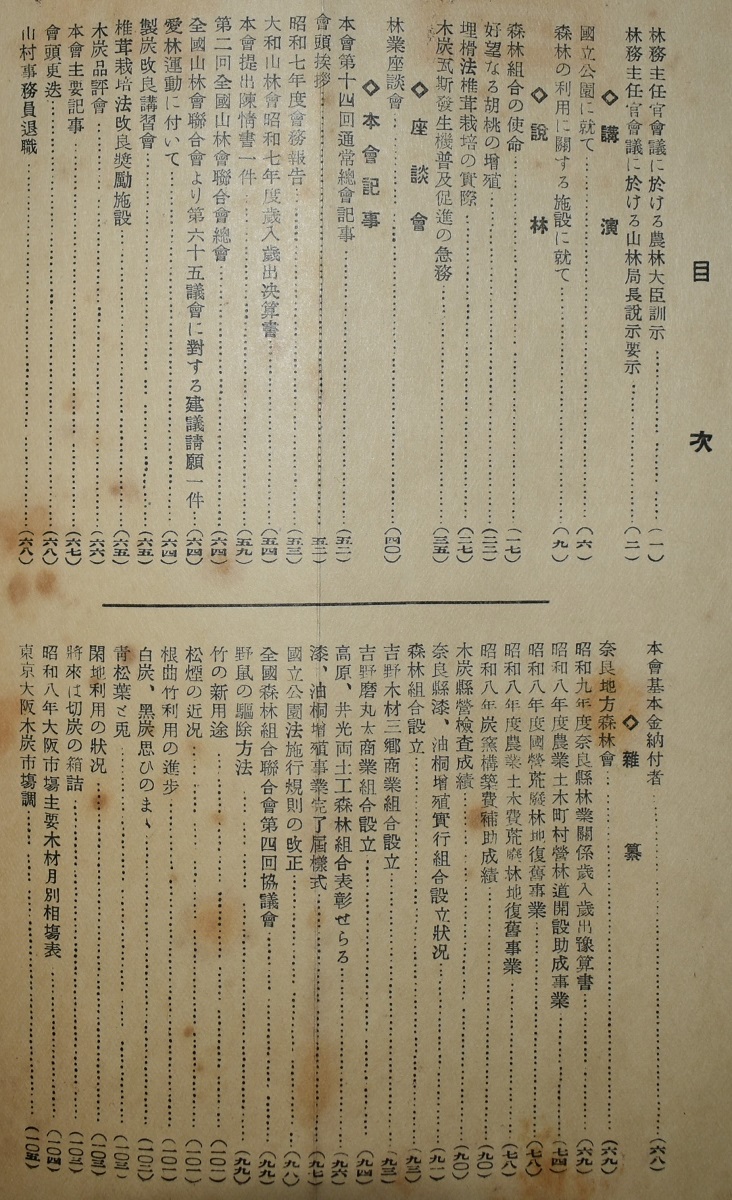 目次
林務主任官會議に於ける農林大臣訓示……(一)
林務主任官會議に於ける山林局長說示要示……(二)
◇講演
國立公園に就て……(六)
森林の利用に關する施設に就て……(九)
◇說林
森林組合の使命……(一七)
好望なる胡桃の增殖……(二二)
埋榾法椎茸栽培の實際……(二七)
木炭瓦斯發生機普及促進の急務……(三五)
◇座談會
林業座談會……(四〇)
◇本會記事
本會第十四回通常總會記事……(五二)
會頭挨拶……(五二)
昭和七年度會務報告……(五三)
大和山林會昭和七年度歲入歲出決算書……(五四)
本會提出陳情書一件……(五九)
第二回全國山林會聯合會總會……(六四)
全國山林會聯合會より第六十五議會に對する建議請願一件……(六四)
愛林運動に付いて……(六四)
製炭改良講習會……(六五)
椎茸栽培法改良獎勵施設……(六五)
木炭品評會……(六六)
本會主要記事……(六七)
會頭更迭……(六八)
山村事務員退職……(六八)
本會基本金納付者……(六八)
◇雜纂
奈良地方森林會……(六九)
昭和九年度奈良縣林業關係歲入歲出豫算書……(六九)
昭和八年度農業土木町村營林道開設助成事業……(七四)
昭和八年度國營荒廢林地復舊事業……(七八)
昭和八年度農業土木費荒廢林地復舊事業……(七八)
昭和八年炭窯構築費補助成績……(九〇)
木炭縣營檢查成績……(九〇)
奈良縣漆、油桐增殖實行組合設立狀況……(九一)
森林組合設立……(九三)
吉野木材三鄉商業組合設立……(九三)
吉野磨丸太商業組合設立……(九四)
高原、井光両土工森林組合表彰せらる……(九六)
漆、油桐增殖事業完了屆樣式……(九七)
國立公園法施行規則の改正……(九八)
全國森林組合聯合會第四回協議會……(九九)
野鼠の驅除方法……(九九)
竹の新用途……(一〇一)
松煙の近況……(一〇一)
根曲竹利用の進步……(一〇一)
白炭、黑炭思ひのまゝ……(一〇二)
靑松葉と兎……(一〇二)
閑地利用の狀況……(一〇三)
將來は切炭の箱詰……(一〇三)
昭和八年大阪市場主要木材月別相場表……(一〇四)
東京大阪木炭市場調……(一〇五)